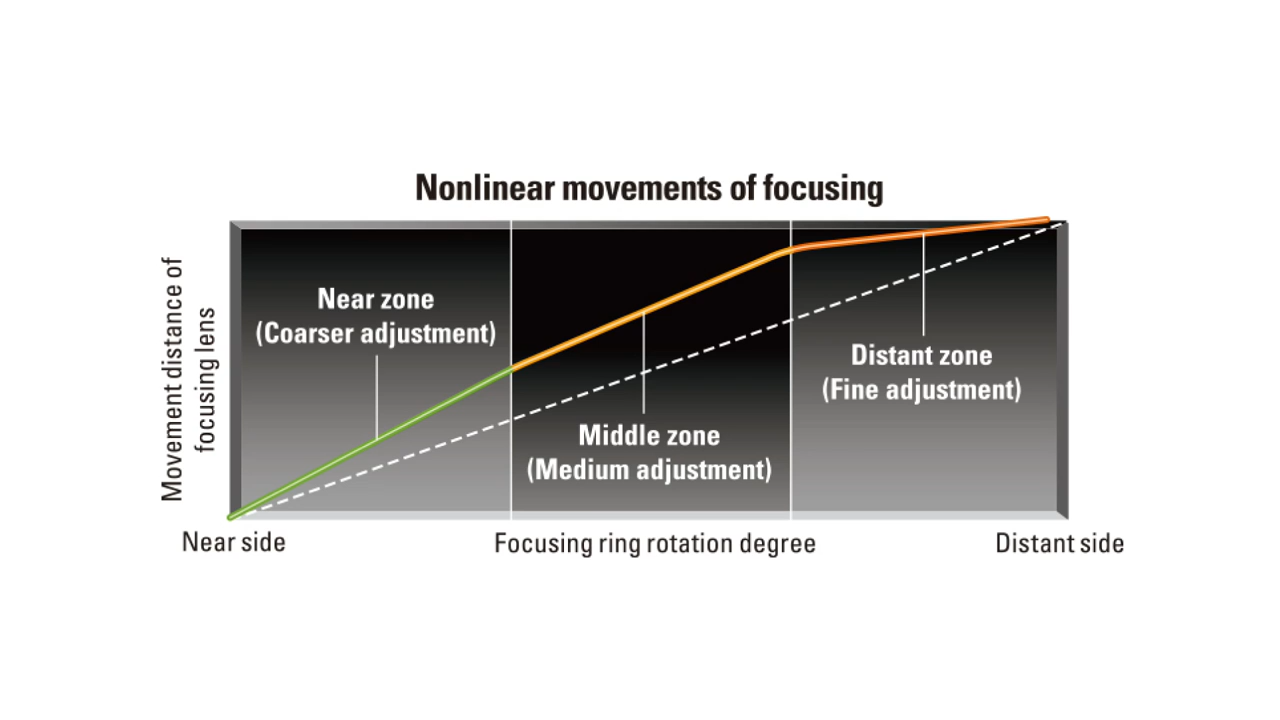 Nonlinear movements of focusing
Movement distance of
focusing lens
Near zone
(Coarser adjustment)
Middle zone
(Medium adjustment)
Distant zone
(Fine adjustment)
Near side
Focusing ring rotation degree
Distant side